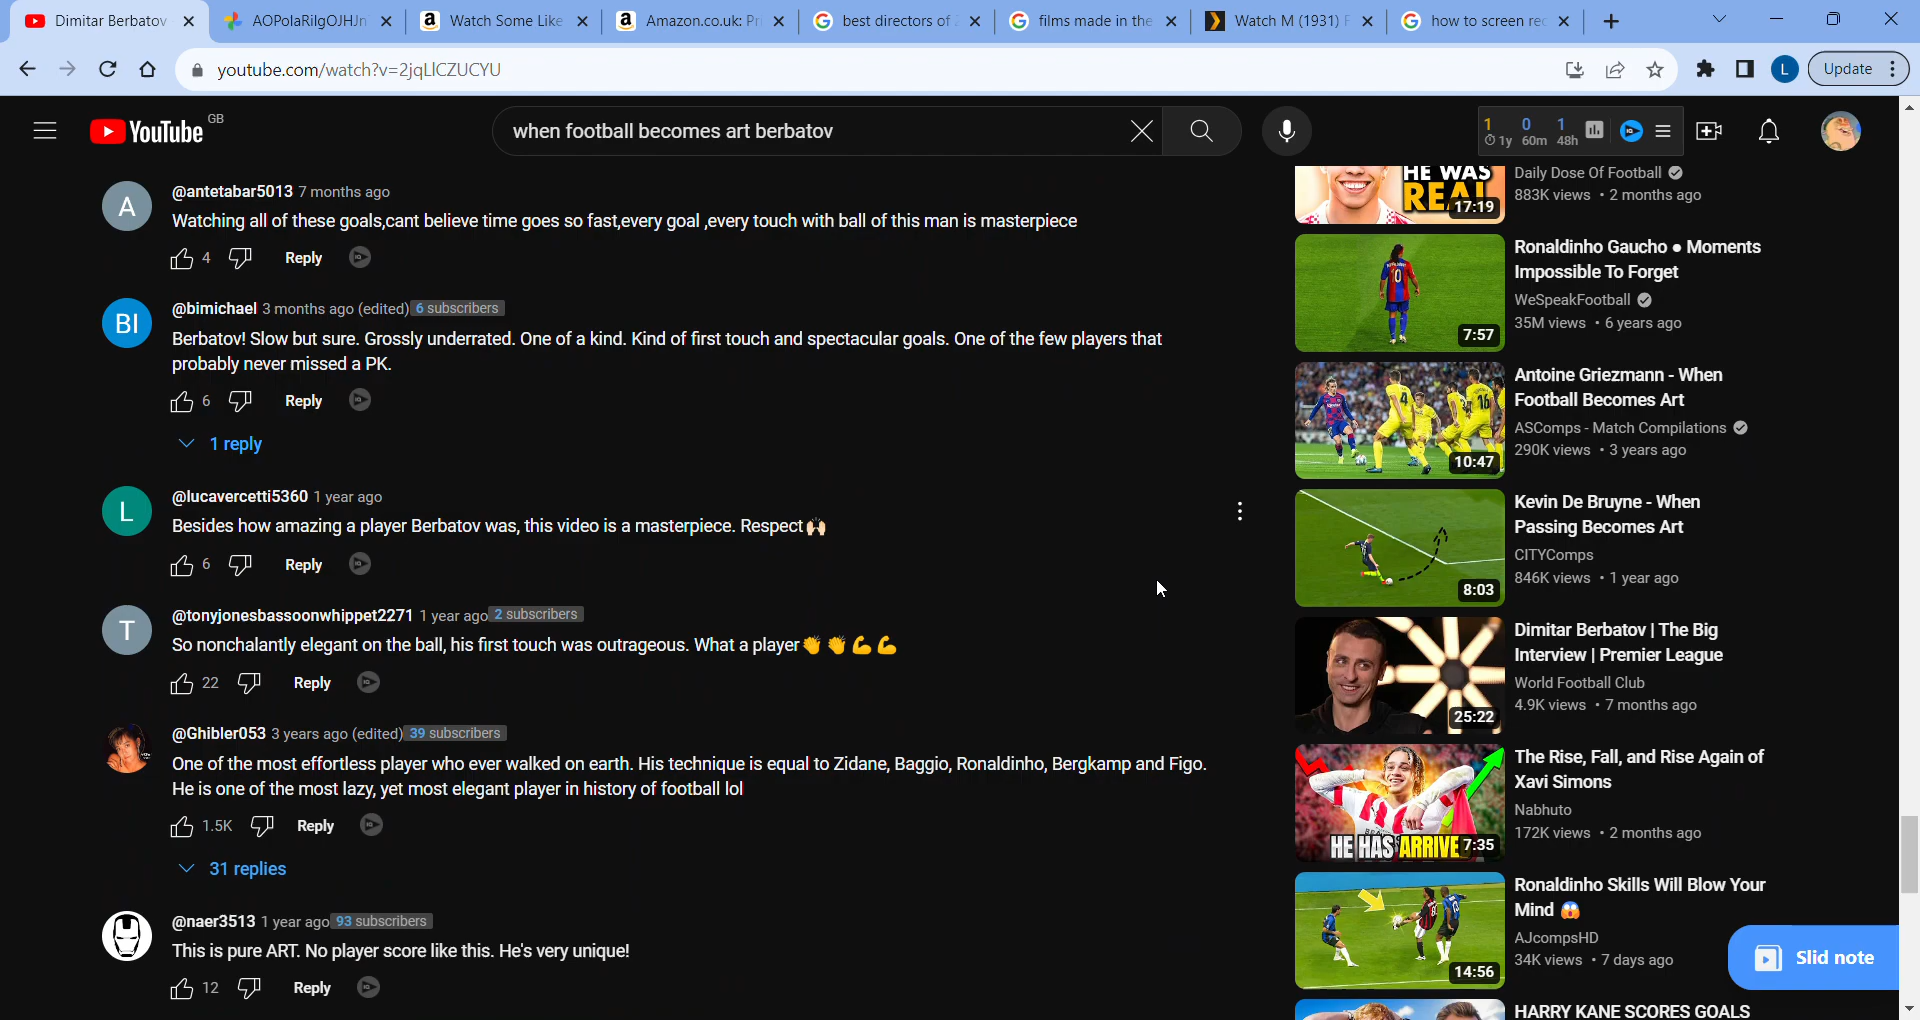 Dimitar Berbatov
AOPolaRilgOJHJn
Watch Some Like
Amazon.co.uk: Pr
best directors of
films made in the
Watch M (1931) F
how to screen rec
youtube.com/watch?v=2jqLlCZUCYU
L
Update
YouTube GB
when football becomes art berbatov
1 0 1
1y 60m 48h
A
@antetabar5013 7 months ago
Watching all of these goals,cant believe time goes so fast,every goal ,every touch with ball of this man is masterpiece
4 Reply
BI
@bimichael 3 months ago (edited) 6 subscribers
Berbatov! Slow but sure. Grossly underrated. One of a kind. Kind of first touch and spectacular goals. One of the few players that
probably never missed a PK.
6 Reply
1 reply
L
@lucavercetti5360 1 year ago
Besides how amazing a player Berbatov was, this video is a masterpiece. Respect🙌🏻
6 Reply
T
@tonyjonesbassoonwhippet2271 1 year ago 2 subscribers
So nonchalantly elegant on the ball, his first touch was outrageous. What a player👏👏💪💪
22 Reply
@Ghibler053 3 years ago (edited) 39 subscribers
One of the most effortless player who ever walked on earth. His technique is equal to Zidane, Baggio, Ronaldinho, Bergkamp and Figo.
He is one of the most lazy, yet most elegant player in history of football lol
1.5K Reply
31 replies
@naer3513 1 year ago 93 subscribers
This is pure ART. No player score like this. He's very unique!
12 Reply
HE WAS
REAL
17:19
Daily Dose Of Football
883K views • 2 months ago
7:57
Ronaldinho Gaucho ● Moments
Impossible To Forget
WeSpeakFootball
35M views • 6 years ago
10:47
Antoine Griezmann - When
Football Becomes Art
ASComps - Match Compilations
290K views • 3 years ago
8:03
Kevin De Bruyne - When
Passing Becomes Art
CITYComps
846K views • 1 year ago
25:22
Dimitar Berbatov | The Big
Interview | Premier League
World Football Club
4.9K views • 7 months ago
HE HAS ARRIVE
7:35
The Rise, Fall, and Rise Again of
Xavi Simons
Nabhuto
172K views • 2 months ago
14:56
Ronaldinho Skills Will Blow Your
Mind 😱
AJcompsHD
34K views • 7 days ago
Slid note
HARRY KANE SCORES GOALS